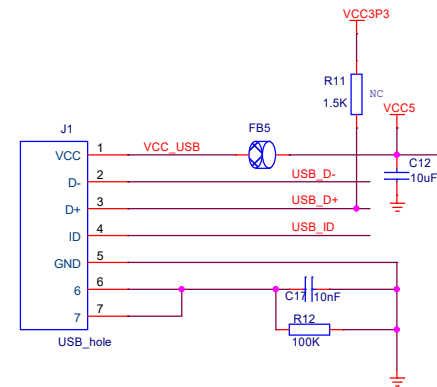 VCC3P3
R11
1.5K
NC
VCC5
J1
FB5
VCC
1
VCC_USB
C12
10uF
D-
2
USB_D-
D+
3
USB_D+
ID
4
USB_ID
GND
5
6
6
C17
10nF
7
7
R12
100K
USB_hole